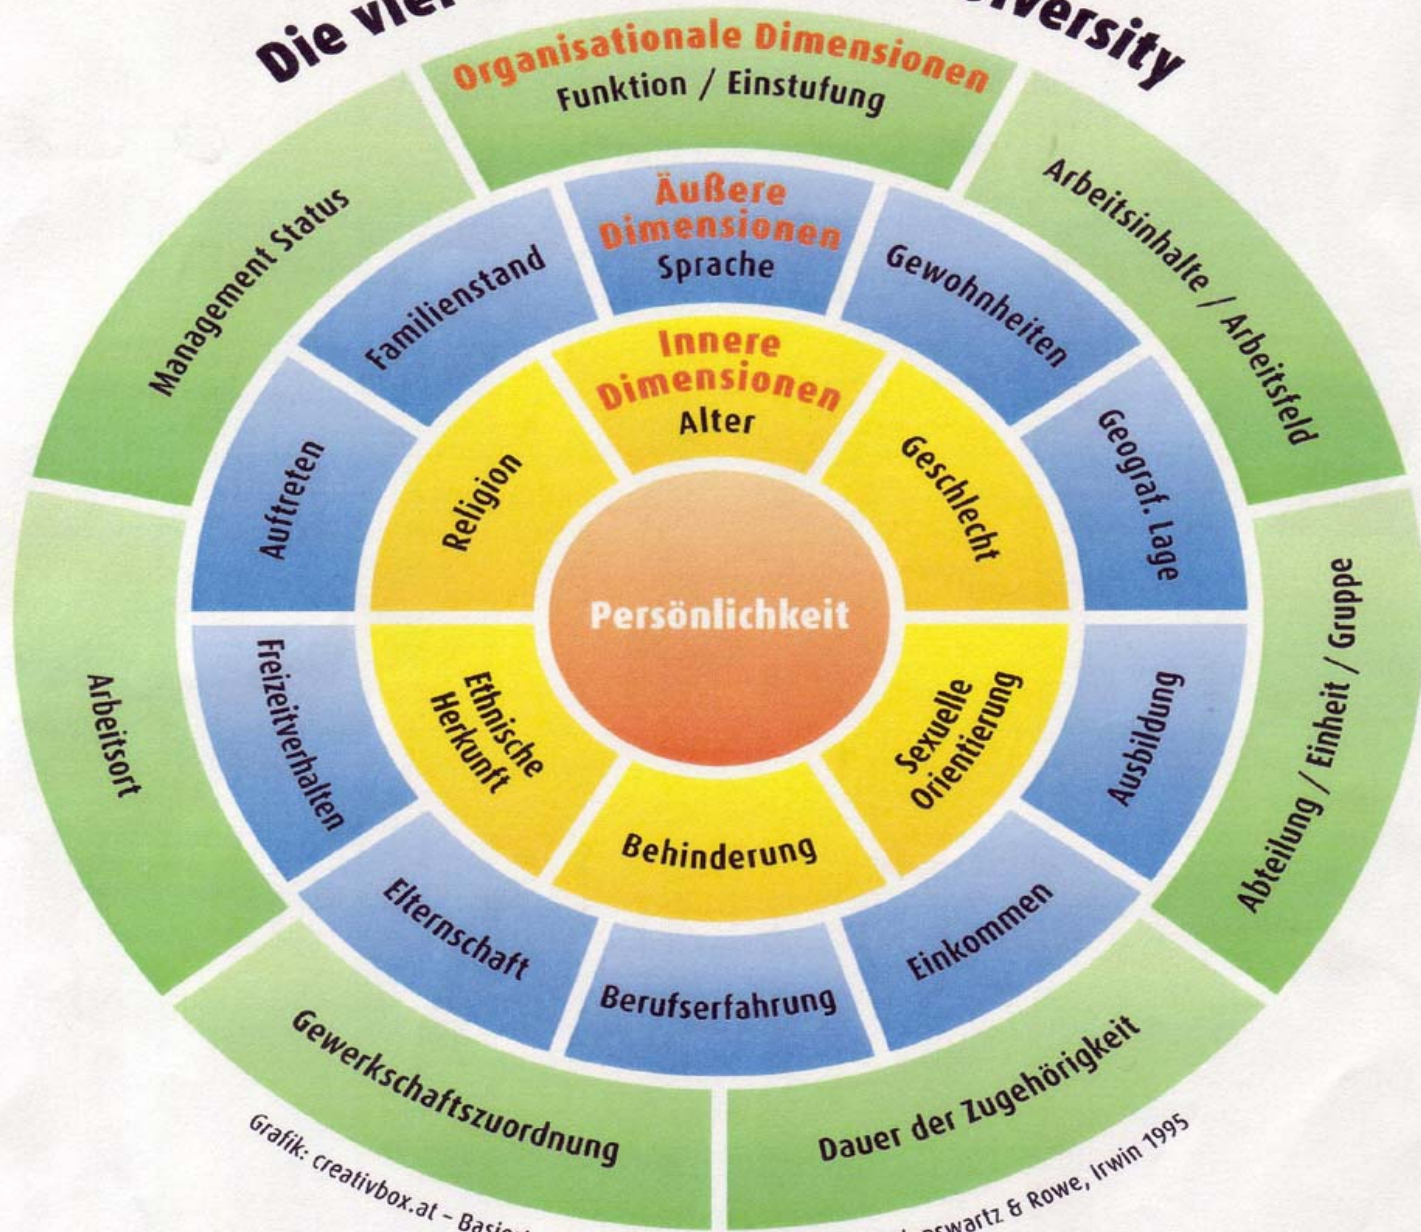 Die vier
Diversity
Organisationale Dimensionen
Funktion / Einstufung
Arbeitsinhalte / Arbeitsfeld
Abteilung / Einheit / Gruppe
Dauer der Zugehörigkeit
Gewerkschaftszuordnung
Arbeitsort
Management Status
Äußere
Dimensionen
Sprache
Gewohnheiten
Geograf. Lage
Ausbildung
Einkommen
Berufserfahrung
Elternschaft
Freizeitverhalten
Auftreten
Familienstand
Innere
Dimensionen
Alter
Geschlecht
Sexuelle
Orientierung
Behinderung
Ethnische
Herkunft
Religion
Persönlichkeit
Grafik: creativbox.at –
& Rowe, Irwin 1995